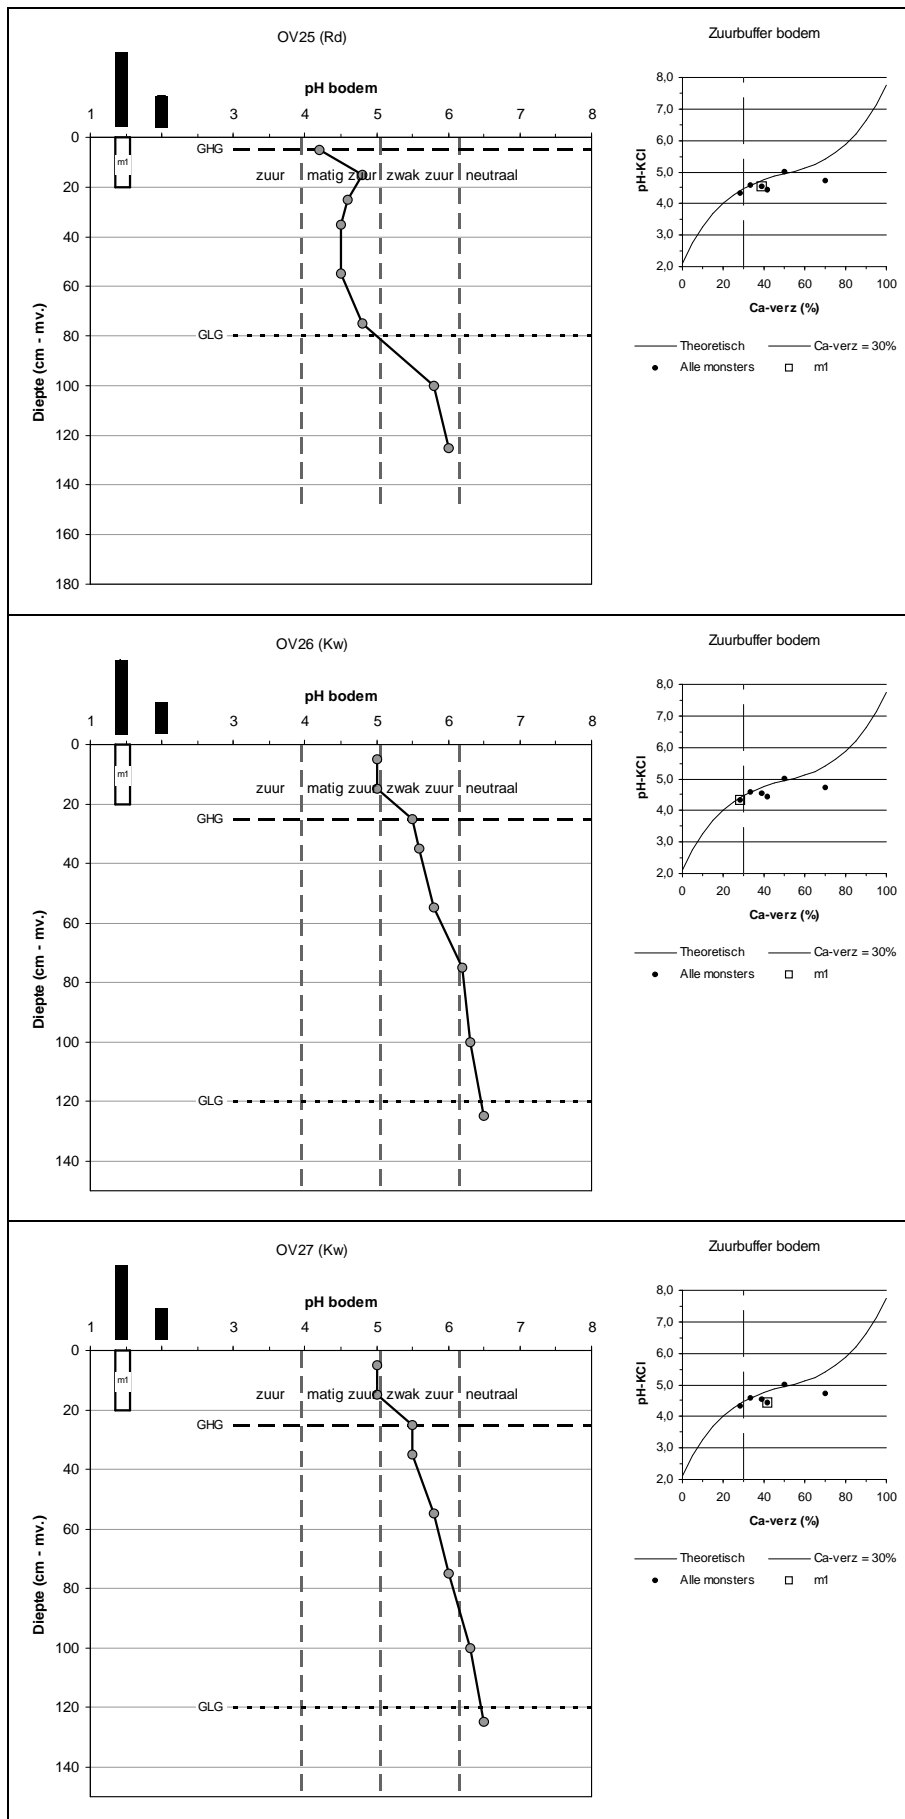 OV25 (Rd)
pH bodem
1 2 3 4 5 6 7 8
0
20
40
60
80
100
120
140
160
180
Diepte (cm - mv.)
GHG
zuur matig zuur zwak zuur neutraal
GLG
m1
Zuurbuffer bodem
8,0
7,0
6,0
5,0
4,0
3,0
2,0
pH-KCl
0 20 40 60 80 100
Ca-verz (%)
Theoretisch Ca-verz = 30%
Alle monsters m1
OV26 (Kw)
pH bodem
1 2 3 4 5 6 7 8
0
20
40
60
80
100
120
140
Diepte (cm - mv.)
m1
zuur matig zuur zwak zuur neutraal
GHG
GLG
Zuurbuffer bodem
8,0
7,0
6,0
5,0
4,0
3,0
2,0
pH-KCl
0 20 40 60 80 100
Ca-verz (%)
Theoretisch Ca-verz = 30%
Alle monsters m1
OV27 (Kw)
pH bodem
1 2 3 4 5 6 7 8
0
20
40
60
80
100
120
140
Diepte (cm - mv.)
m1
zuur matig zuur zwak zuur neutraal
GHG
GLG
Zuurbuffer bodem
8,0
7,0
6,0
5,0
4,0
3,0
2,0
pH-KCl
0 20 40 60 80 100
Ca-verz (%)
Theoretisch Ca-verz = 30%
Alle monsters m1